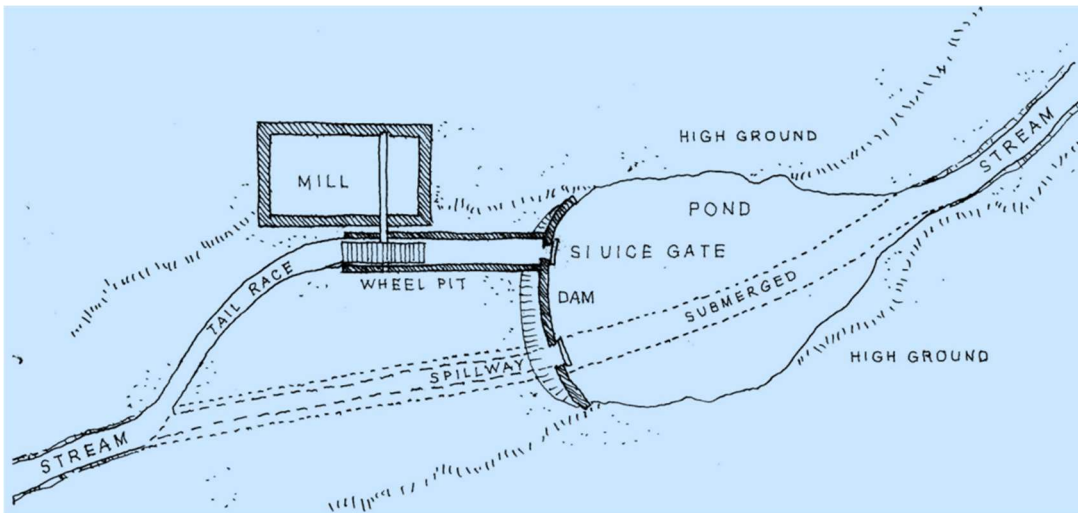 HIGH GROUND
STREAM
MILL
POND
SLUICE GATE
TAIL RACE
WHEEL PIT
DAM
SUBMERGED
HIGH GROUND
SPILLWAY
STREAM